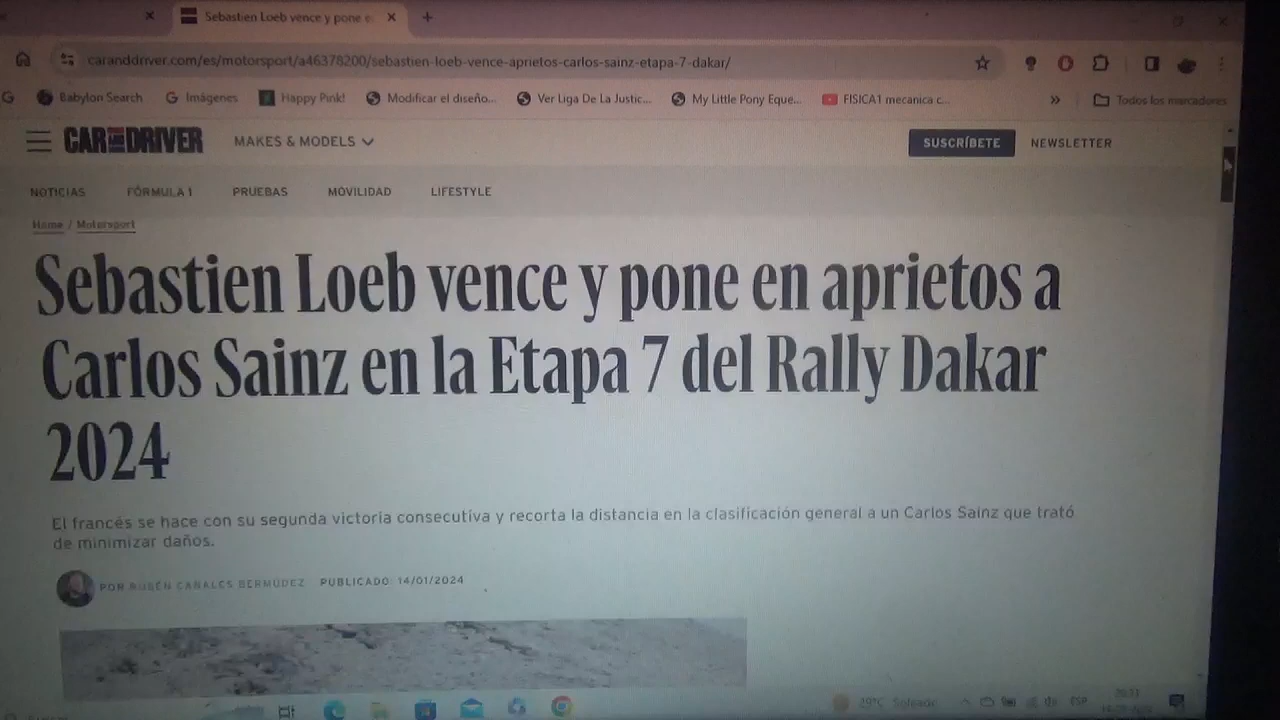 Sebastien Loeb vence y pone e
caranddriver.com/es/motorsport/a46378200/sebastien-loeb-vence-aprietos-carlos-sainz-etapa-7-dakar/
Babylon Search Imágenes Happy Pink! Modificar el diseño... Ver Liga De La Justic... My Little Pony Eque... FISICA1 mecanica c... » Todos los marcadores
CAR AND DRIVER MAKES & MODELS SUSCRÍBETE NEWSLETTER
NOTICIAS FÓRMULA 1 PRUEBAS MOVILIDAD LIFESTYLE
Home / Motorsport
Sebastien Loeb vence y pone en aprietos a
Carlos Sainz en la Etapa 7 del Rally Dakar
2024
El francés se hace con su segunda victoria consecutiva y recorta la distancia en la clasificación general a un Carlos Sainz que trató
de minimizar daños.
POR RUBÉN CAÑALES BERMÚDEZ PUBLICADO: 14/01/2024
Soleado ESP